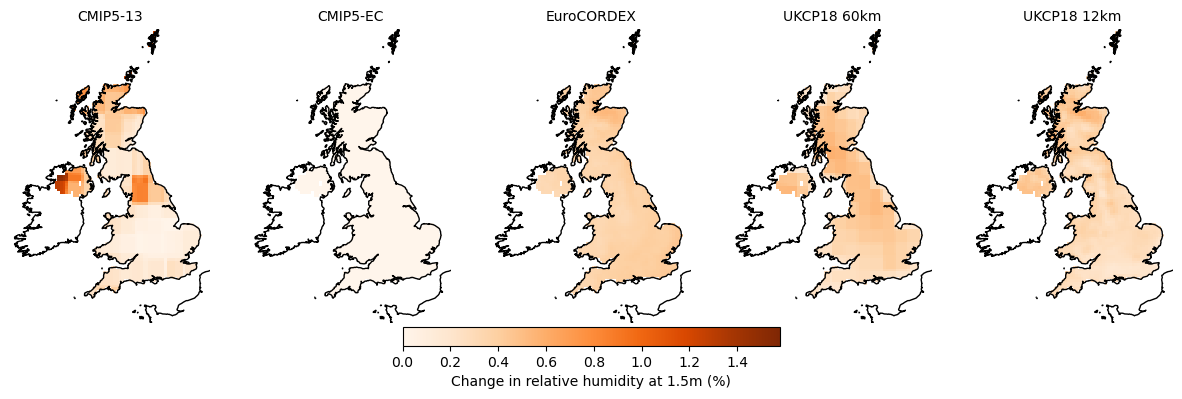 CMIP5-13
CMIP5-EC
EuroCORDEX
UKCP18 60km
UKCP18 12km
0.0 0.2 0.4 0.6 0.8 1.0 1.2 1.4
Change in relative humidity at 1.5m (%)